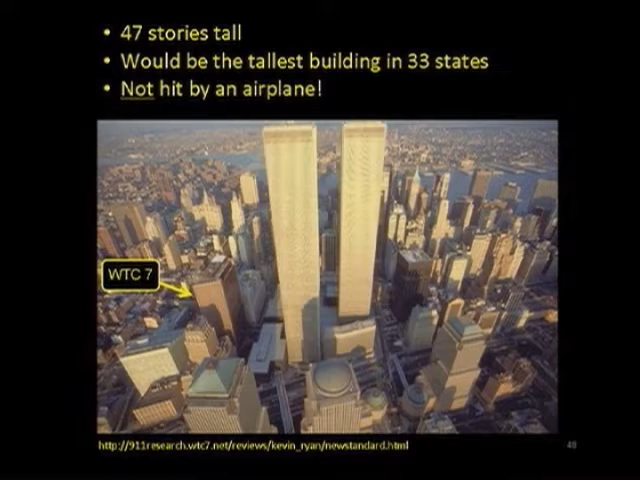 • 47 stories tall
• Would be the tallest building in 33 states
• Not hit by an airplane!
WTC 7
http://911research.wtc7.net/reviews/kevin_ryan/newstandard.html
48